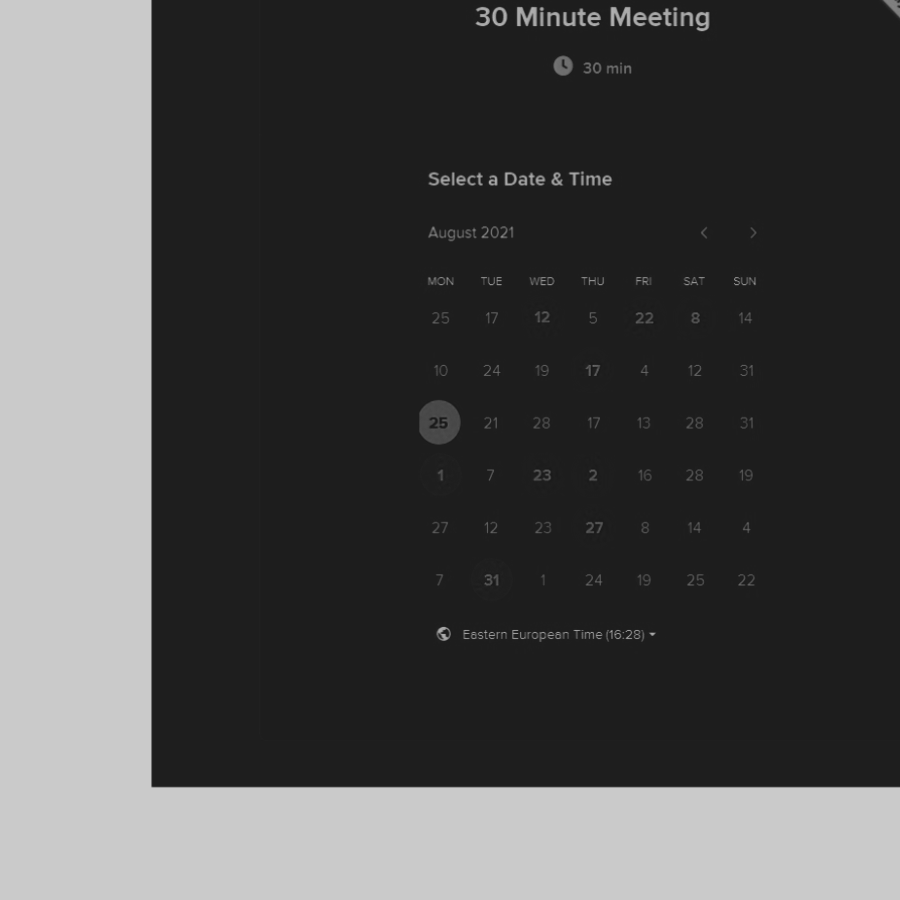 30 Minute Meeting
30 min
Select a Date & Time
August 2021
MON TUE WED THU FRI SAT SUN
25 17 12 5 22 8 14
10 24 19 17 4 12 31
25 21 28 17 13 28 31
1 7 23 2 16 28 19
27 12 23 27 8 14 4
7 31 1 24 19 25 22
Eastern European Time (16:28)